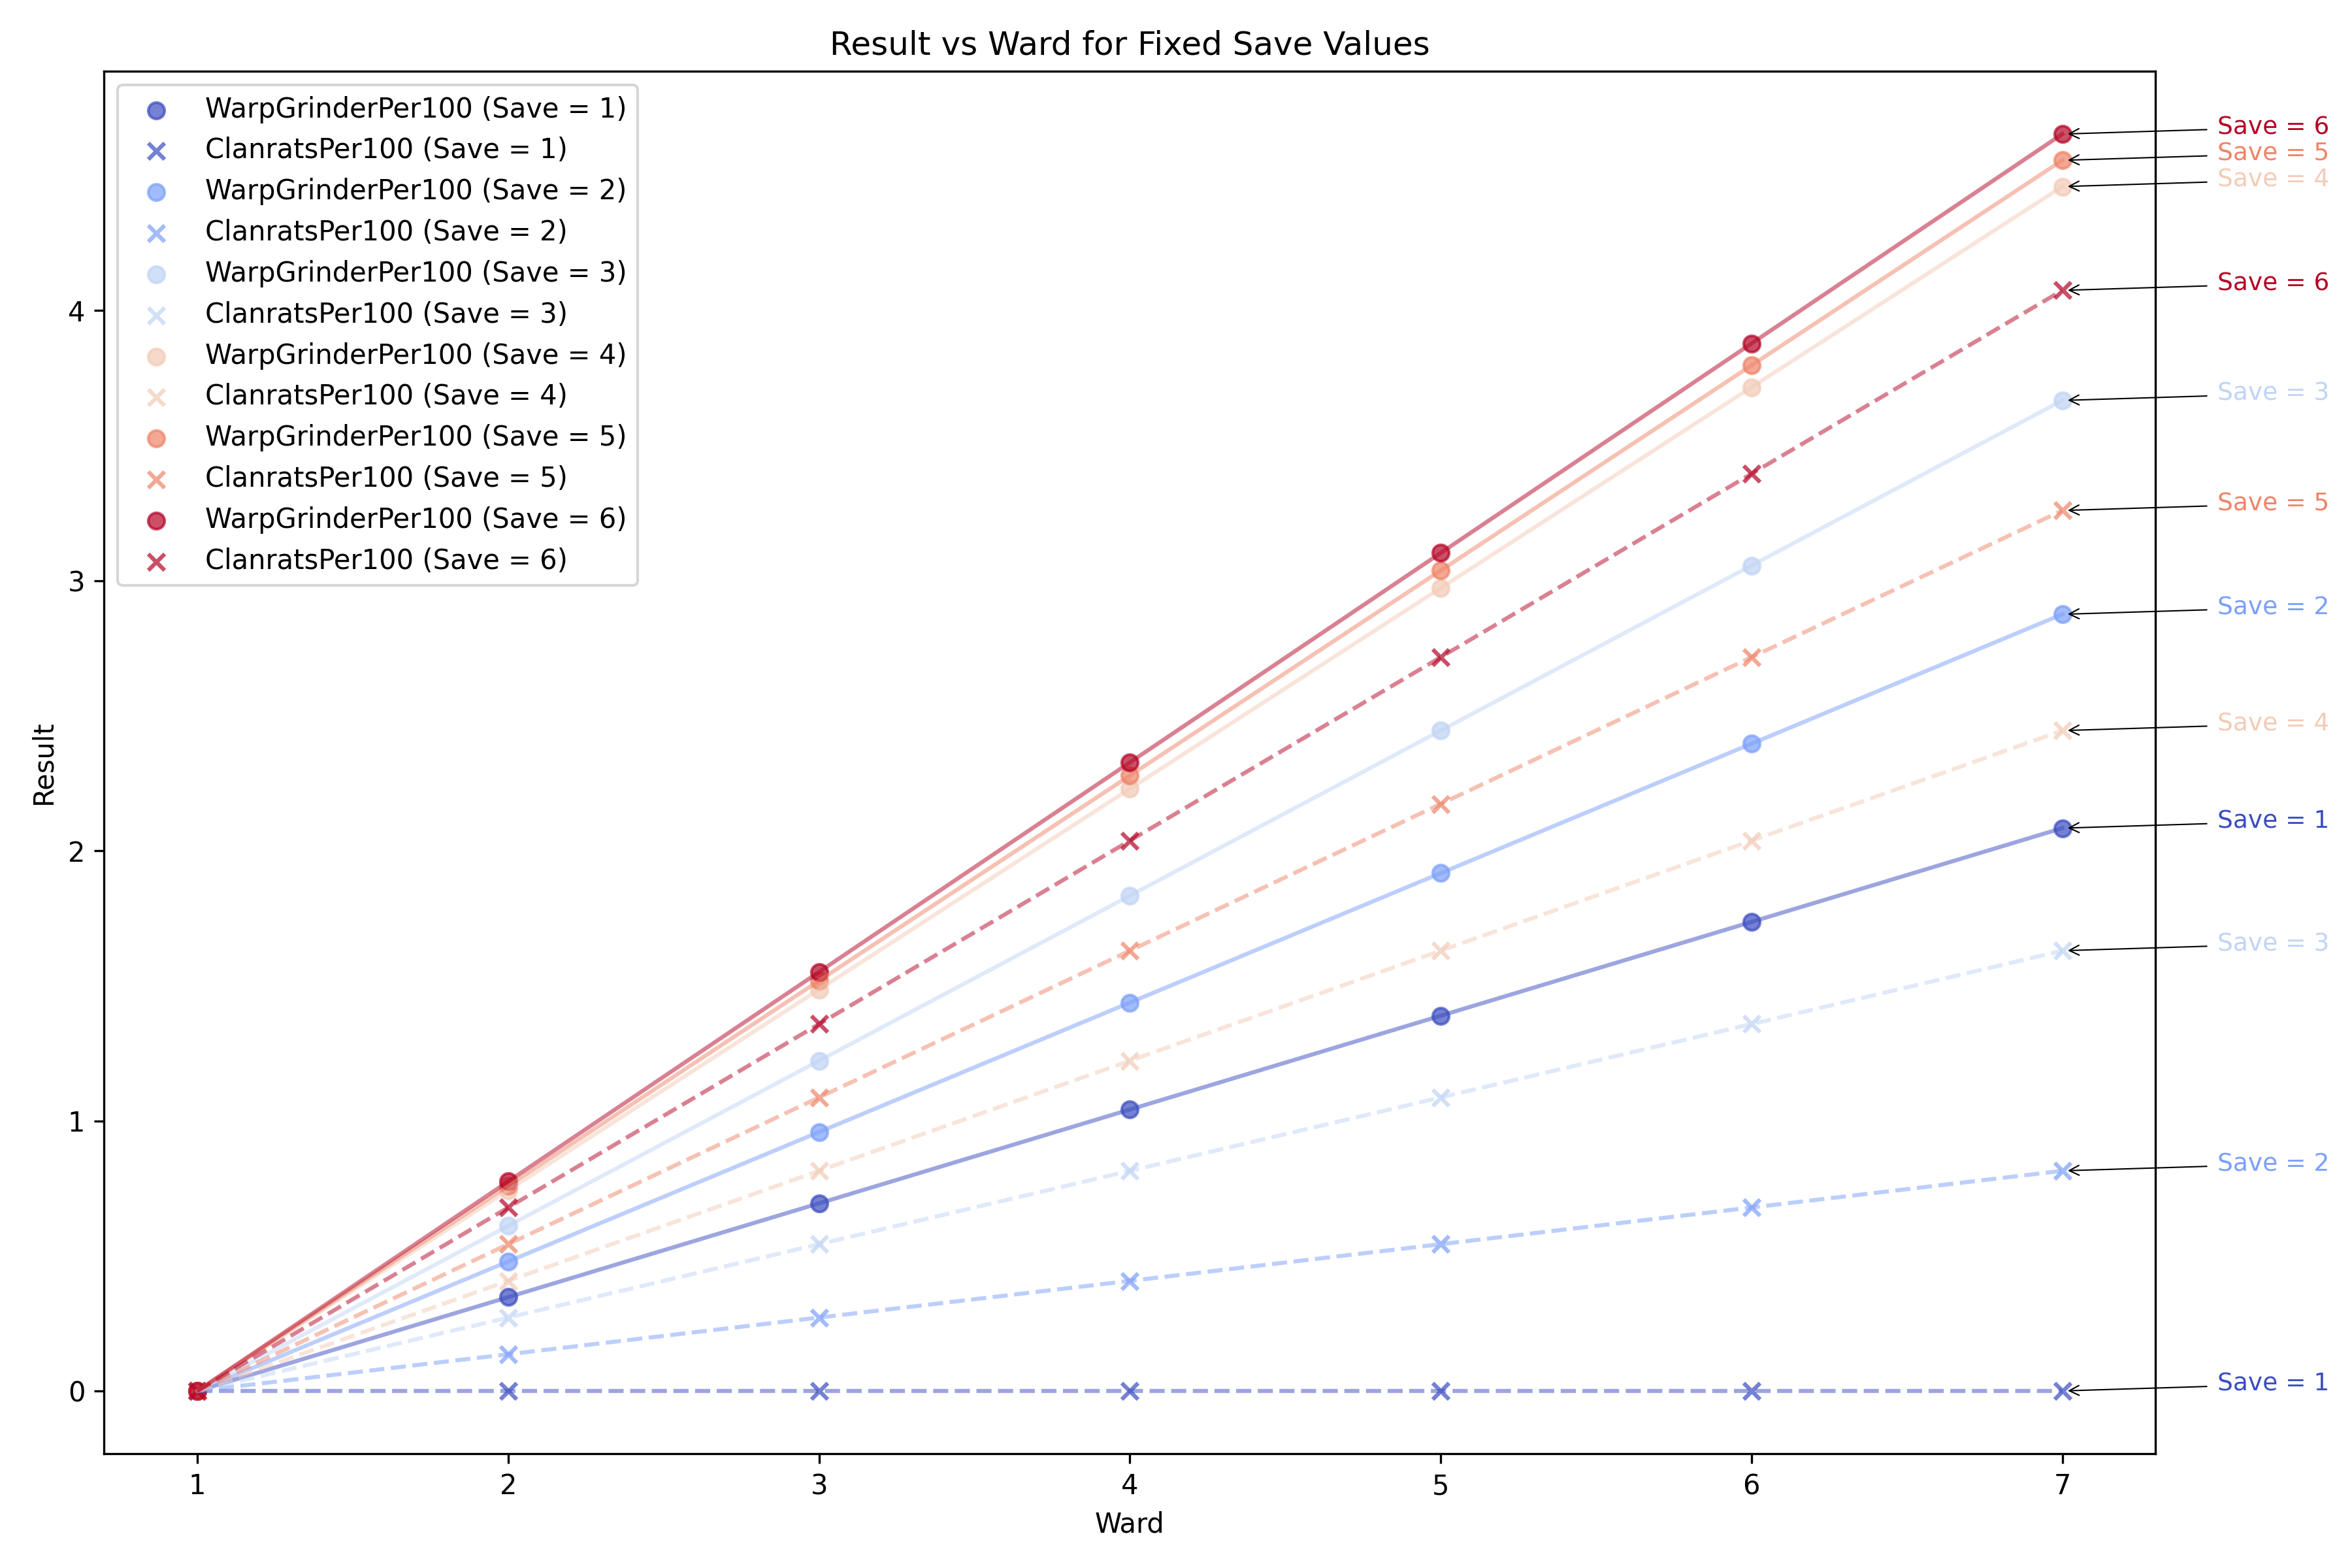 Result vs Ward for Fixed Save Values
WarpGrinderPer100 (Save = 1)
ClanratsPer100 (Save = 1)
WarpGrinderPer100 (Save = 2)
ClanratsPer100 (Save = 2)
WarpGrinderPer100 (Save = 3)
ClanratsPer100 (Save = 3)
WarpGrinderPer100 (Save = 4)
ClanratsPer100 (Save = 4)
WarpGrinderPer100 (Save = 5)
ClanratsPer100 (Save = 5)
WarpGrinderPer100 (Save = 6)
ClanratsPer100 (Save = 6)
Save = 6
Save = 5
Save = 4
Save = 6
Save = 3
Save = 5
Save = 2
Save = 4
Save = 1
Save = 3
Save = 2
Save = 1
4
3
2
1
0
Result
1 2 3 4 5 6 7
Ward